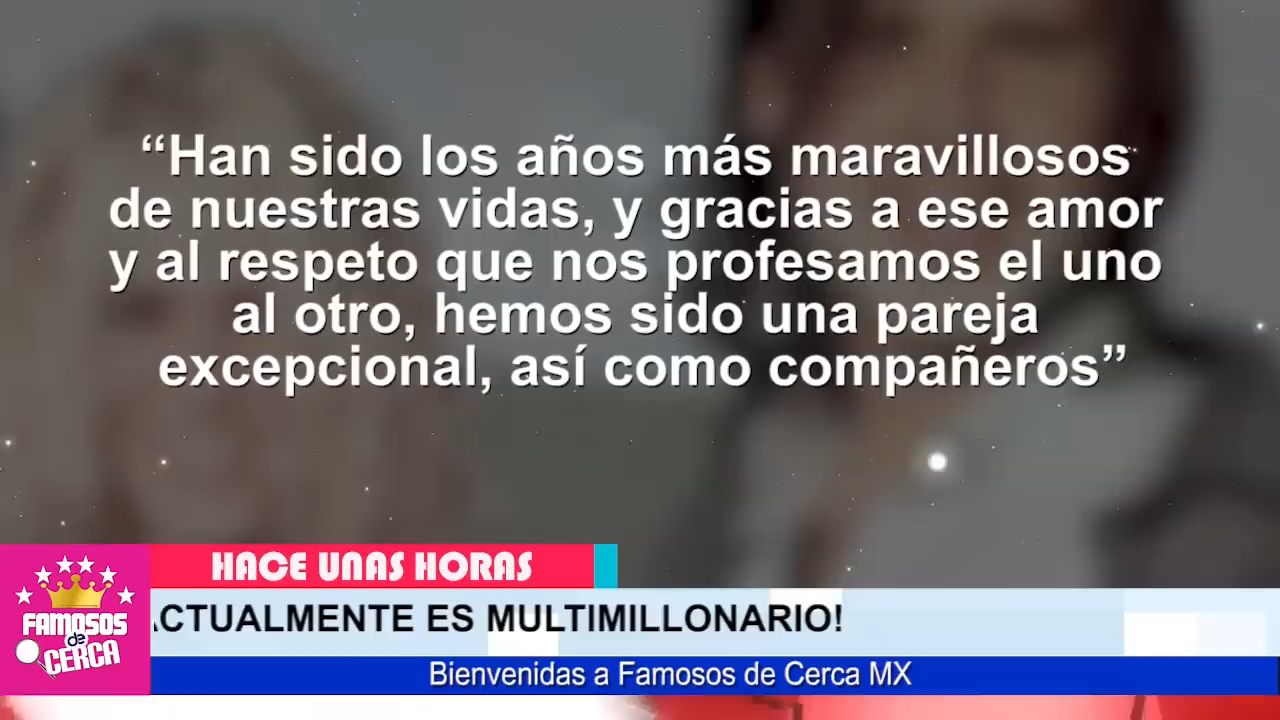 “Han sido los años más maravillosos
de nuestras vidas, y gracias a ese amor
y al respeto que nos profesamos el uno
al otro, hemos sido una pareja
excepcional, así como compañeros”
HACE UNAS HORAS
FAMOSOS
de
CERCA
ACTUALMENTE ES MULTIMILLONARIO!
Bienvenidas a Famosos de Cerca MX